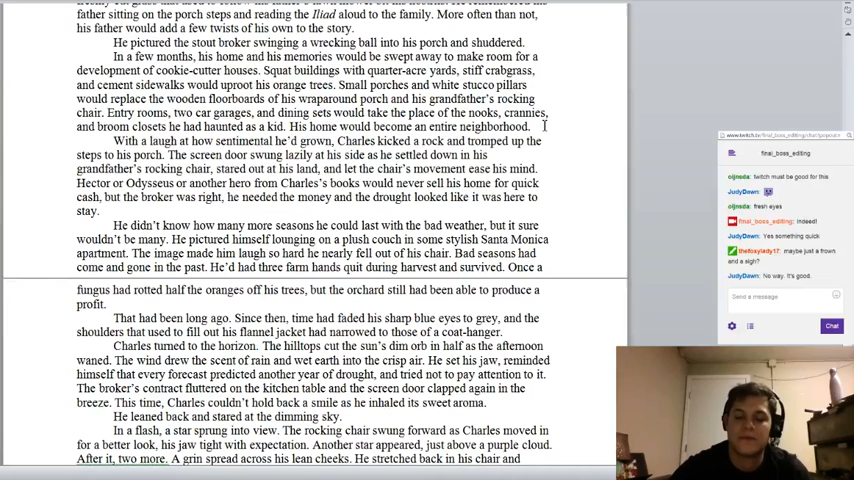 freshly cut grass that used to follow his father's lawn mower on his nostrils. He remembered his
father sitting on the porch steps and reading the Iliad aloud to the family. More often than not,
his father would add a few twists of his own to the story.
He pictured the stout broker swinging a wrecking ball into his porch and shuddered.
In a few months, his home and his memories would be swept away to make room for a
development of cookie-cutter houses. Squat buildings with quarter-acre yards, stiff crabgrass,
and cement sidewalks would uproot his orange trees. Small porches and white stucco pillars
would replace the wooden floorboards of his wraparound porch and his grandfather's rocking
chair. Entry rooms, two car garages, and dining sets would take the place of the nooks, crannies,
and broom closets he had haunted as a kid. His home would become an entire neighborhood.
With a laugh at how sentimental he'd grown, Charles kicked a rock and tromped up the
steps to his porch. The screen door swung lazily at his side as he settled down in his
grandfather's rocking chair, stared out at his land, and let the chair's movement ease his mind.
Hector or Odysseus or another hero from Charles's books would never sell his home for quick
cash, but the broker was right, he needed the money and the drought looked like it was here to
stay.
He didn't know how many more seasons he could last with the bad weather, but it sure
wouldn't be many. He pictured himself lounging on a plush couch in some stylish Santa Monica
apartment. The image made him laugh so hard he nearly fell out of his chair. Bad seasons had
come and gone in the past. He'd had three farm hands quit during harvest and survived. Once a
fungus had rotted half the oranges off his trees, but the orchard still had been able to produce a
profit.
That had been long ago. Since then, time had faded his sharp blue eyes to grey, and the
shoulders that used to fill out his flannel jacket had narrowed to those of a coat-hanger.
Charles turned to the horizon. The hilltops cut the sun's dim orb in half as the afternoon
waned. The wind drew the scent of rain and wet earth into the crisp air. He set his jaw, reminded
himself that every forecast predicted another year of drought, and tried not to pay attention to it.
The broker's contract fluttered on the kitchen table and the screen door clapped again in the
breeze. This time, Charles couldn't hold back a smile as he inhaled its sweet aroma.
He leaned back and stared at the dimming sky.
In a flash, a star sprung into view. The rocking chair swung forward as Charles moved in
for a better look, his jaw tight with expectation. Another star appeared, just above a purple cloud.
After it, two more. A grin spread across his lean cheeks. He stretched back in his chair and
www.twitch.tv/final_boss_editing/chat?popout
final_boss_editing
oijnsda: twitch must be good for this
JudyDawn:
oijnsda: fresh eyes
final_boss_editing: Indeed!
JudyDawn: Yes something quick
thefoxylady17: maybe just a frown
and a sigh?
JudyDawn: No way. It's good.
Send a message
Chat